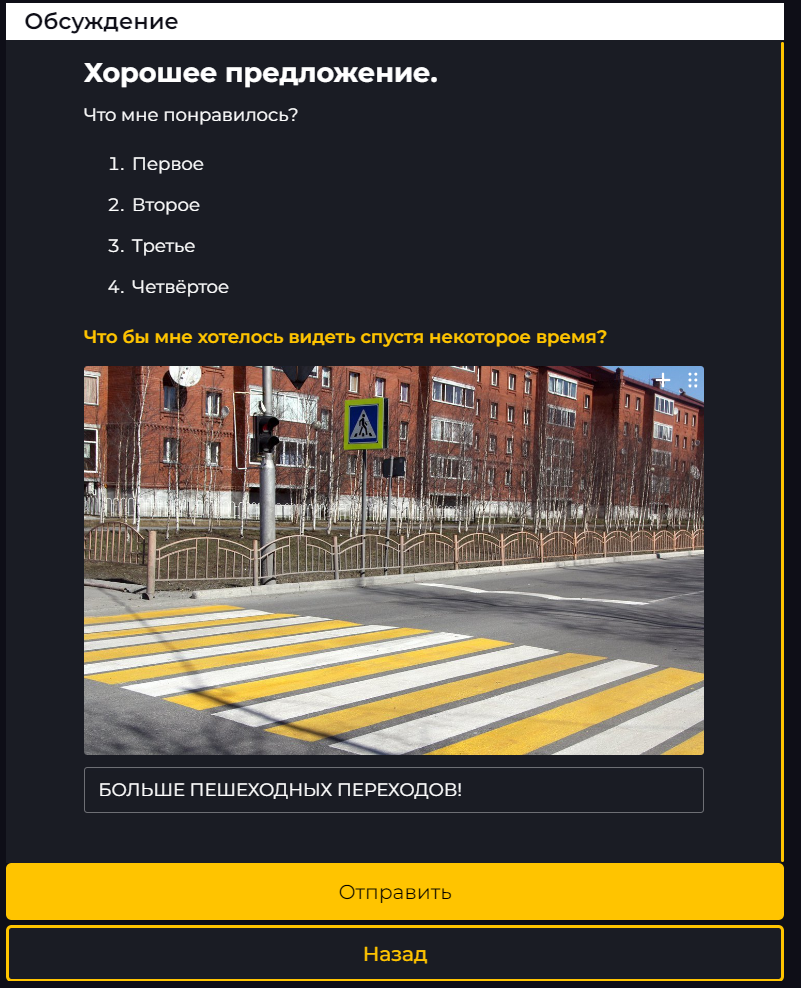 Обсуждение
Хорошее предложение.
Что мне понравилось?
1. Первое
2. Второе
3. Третье
4. Четвёртое
Что бы мне хотелось видеть спустя некоторое время?
БОЛЬШЕ ПЕШЕХОДНЫХ ПЕРЕХОДОВ!
Отправить
Назад